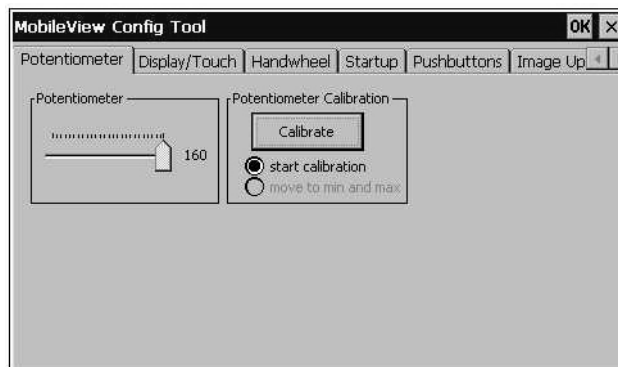 MobileView Config Tool OK ×
Potentiometer Display/Touch Handwheel Startup Pushbuttons Image Up
Potentiometer Potentiometer Calibration
Calibrate
160
start calibration
move to min and max